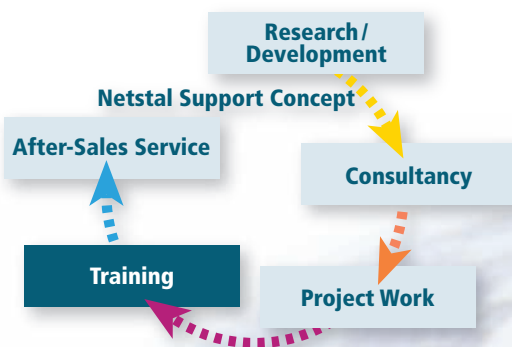 Research/
Development
Netstal Support Concept
After-Sales Service
Consultancy
Training
Project Work